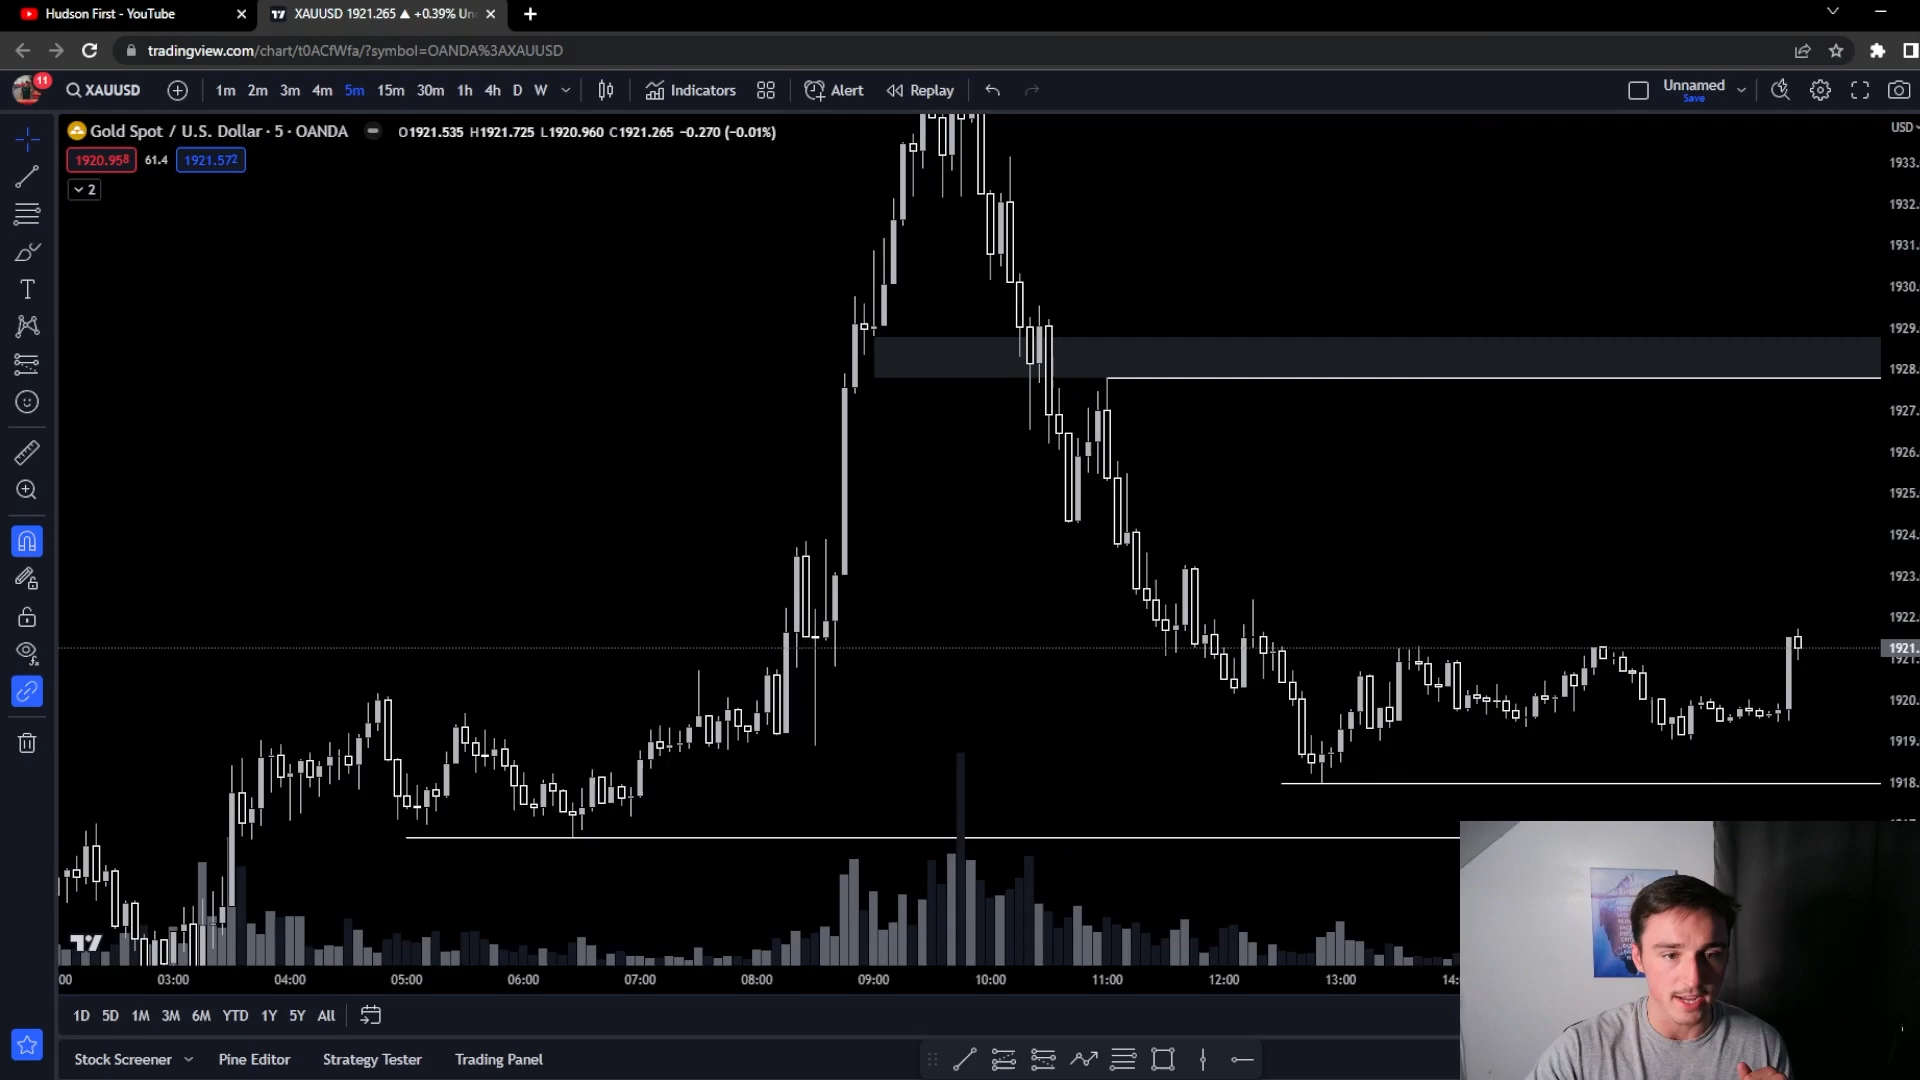 Hudson First - YouTube
XAUUSD 1921.265 ▲ +0.39% Un
tradingview.com/chart/t0ACfWfa/?symbol=OANDA%3AXAUUSD
11 XAUUSD 1m 2m 3m 4m 5m 15m 30m 1h 4h D W Indicators Alert Replay Unnamed
Save
Gold Spot / U.S. Dollar · 5 · OANDA O1921.535 H1921.725 L1920.960 C1921.265 −0.270 (−0.01%)
USD
1920.958 61.4 1921.572
2
1933.
1932.
1931.
1930.
1929.
1928.
1927.
1926.
1925.
1924.
1923.
1922.
1921.
1921.
1920.
1919.
1918.
00 03:00 04:00 05:00 06:00 07:00 08:00 09:00 10:00 11:00 12:00 13:00 14:
1D 5D 1M 3M 6M YTD 1Y 5Y All
Stock Screener Pine Editor Strategy Tester Trading Panel